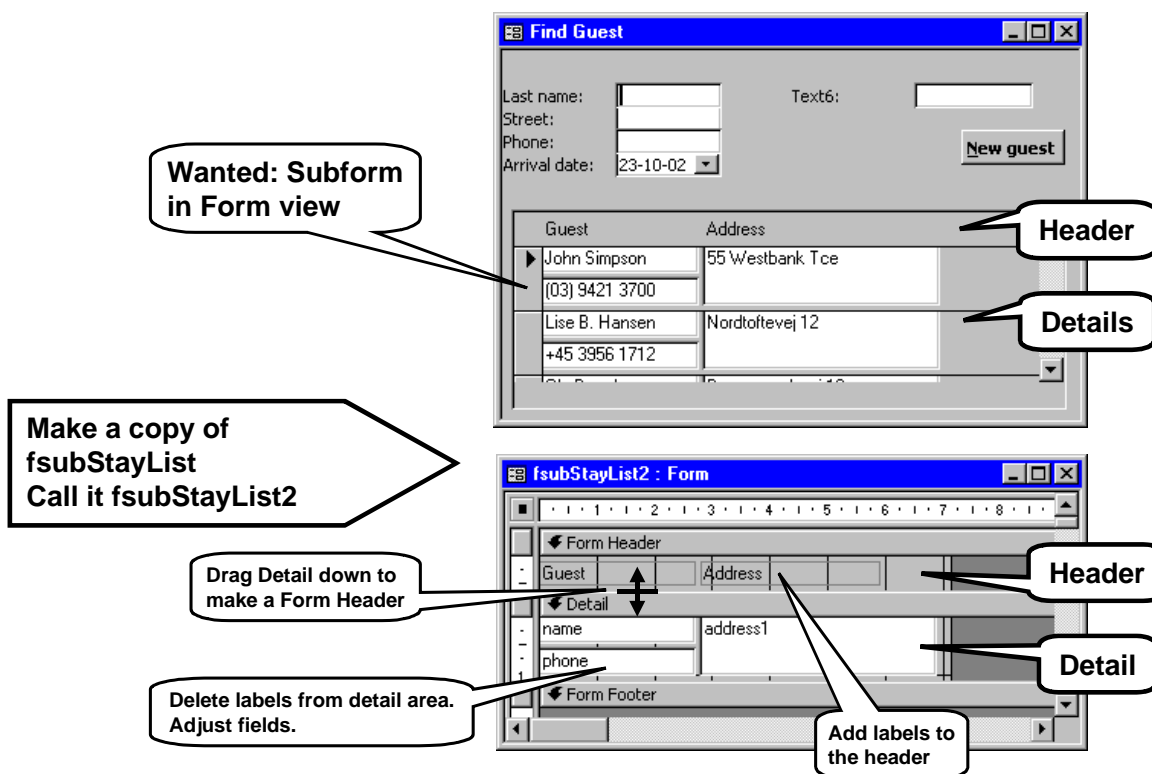 Find Guest
Last name: Text6:
Street:
Phone:
New guest
Arrival date: 23-10-02
Wanted: Subform
in Form view
Guest Address
Header
John Simpson 55 Westbank Tce
(03) 9421 3700
Details
Lise B. Hansen Nordtoftevej 12
+45 3956 1712
Make a copy of
fsubStayList
Call it fsubStayList2
fsubStayList2 : Form
1 2 3 4 5 6 7 8
Form Header
Drag Detail down to
make a Form Header
Guest Address
Header
Detail
name address1
phone
Detail
1
Delete labels from detail area.
Adjust fields.
Form Footer
Add labels to
the header